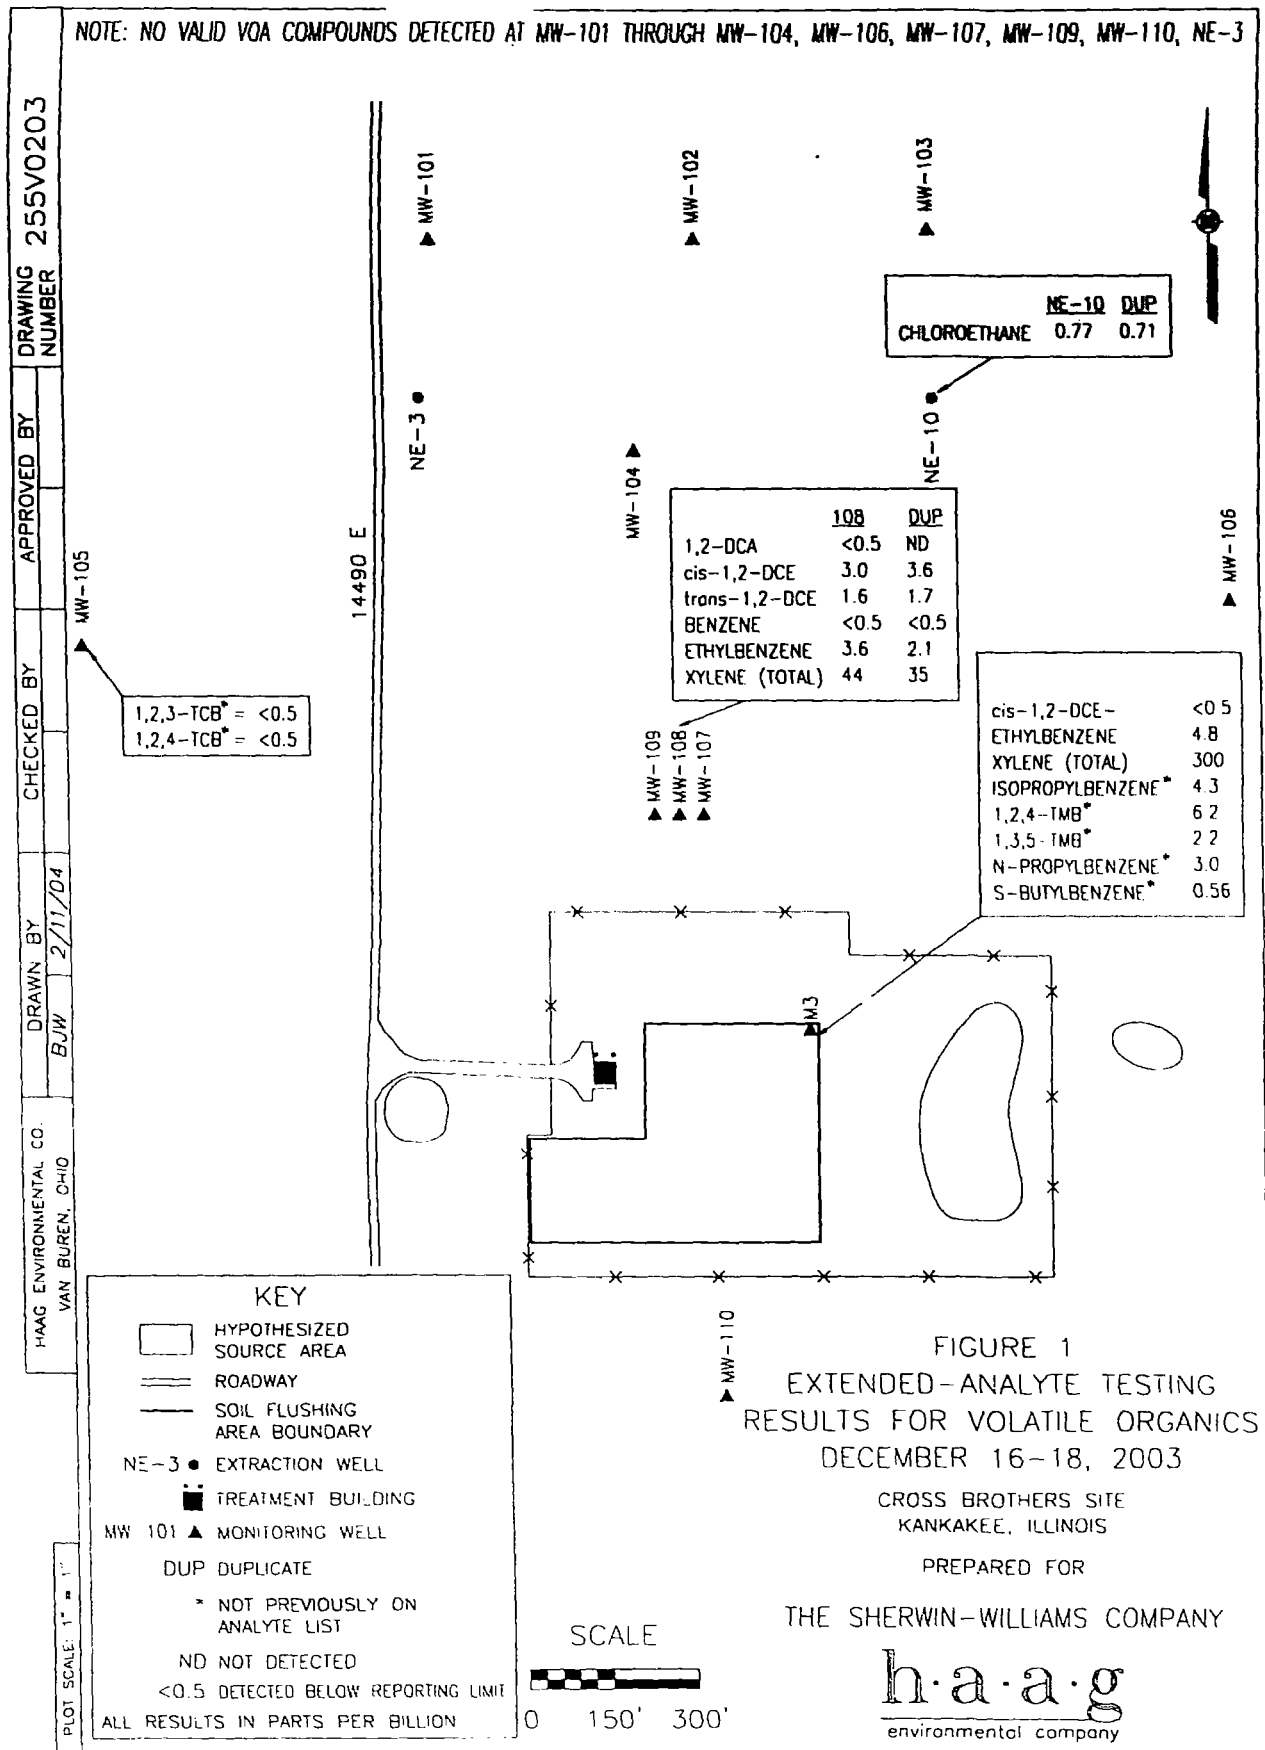 NOTE: NO VALID VOA COMPOUNDS DETECTED AT MW-101 THROUGH MW-104, MW-106, MW-107, MW-109, MW-110, NE-3
DRAWING NUMBER 255V0203
APPROVED BY
CHECKED BY
DRAWN BY
BJW 2/11/04
HAAG ENVIRONMENTAL CO.
VAN BUREN, OHIO
PLOT SCALE: 1" = 1"
MW-101
MW-102
MW-103
NE-10 DUP
CHLOROETHANE 0.77 0.71
NE-3
NE-10
MW-104
MW-106
14490 E
MW-105
1,2,3-TCB* = <0.5
1,2,4-TCB* = <0.5
108 DUP
1,2-DCA <0.5 ND
cis-1,2-DCE 3.0 3.6
trans-1,2-DCE 1.6 1.7
BENZENE <0.5 <0.5
ETHYLBENZENE 3.6 2.1
XYLENE (TOTAL) 44 35
MW-109
MW-108
MW-107
cis-1,2-DCE- <0 5
ETHYLBENZENE 4.8
XYLENE (TOTAL) 300
ISOPROPYLBENZENE* 4.3
1,2,4-TMB* 6 2
1,3,5-TMB* 2 2
N-PROPYLBENZENE* 3.0
S-BUTYLBENZENE* 0.56
M3
MW-110
KEY
HYPOTHESIZED
SOURCE AREA
ROADWAY
SOIL FLUSHING
AREA BOUNDARY
NE-3 EXTRACTION WELL
TREATMENT BUILDING
MW 101 MONITORING WELL
DUP DUPLICATE
* NOT PREVIOUSLY ON
ANALYTE LIST
ND NOT DETECTED
<0.5 DETECTED BELOW REPORTING LIMIT
ALL RESULTS IN PARTS PER BILLION
SCALE
0 150' 300'
FIGURE 1
EXTENDED-ANALYTE TESTING
RESULTS FOR VOLATILE ORGANICS
DECEMBER 16-18, 2003
CROSS BROTHERS SITE
KANKAKEE, ILLINOIS
PREPARED FOR
THE SHERWIN-WILLIAMS COMPANY
h·a·a·g
environmental company